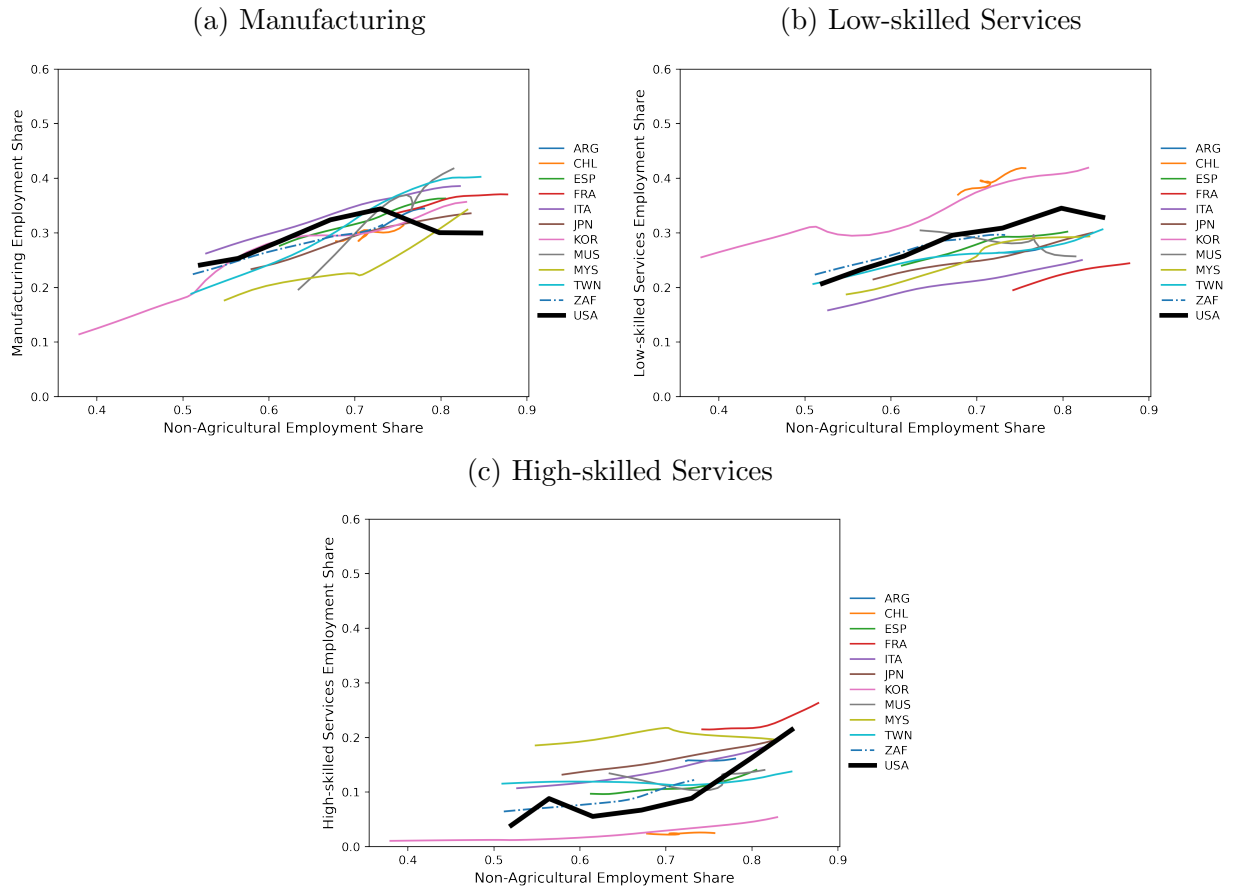 (a) Manufacturing
Manufacturing Employment Share
0.6
0.5
0.4
0.3
0.2
0.1
0.0
0.4 0.5 0.6 0.7 0.8 0.9
Non-Agricultural Employment Share
ARG
CHL
ESP
FRA
ITA
JPN
KOR
MUS
MYS
TWN
ZAF
USA
(b) Low-skilled Services
Low-skilled Services Employment Share
0.6
0.5
0.4
0.3
0.2
0.1
0.0
0.4 0.5 0.6 0.7 0.8 0.9
Non-Agricultural Employment Share
ARG
CHL
ESP
FRA
ITA
JPN
KOR
MUS
MYS
TWN
ZAF
USA
(c) High-skilled Services
High-skilled Services Employment Share
0.6
0.5
0.4
0.3
0.2
0.1
0.0
0.4 0.5 0.6 0.7 0.8 0.9
Non-Agricultural Employment Share
ARG
CHL
ESP
FRA
ITA
JPN
KOR
MUS
MYS
TWN
ZAF
USA